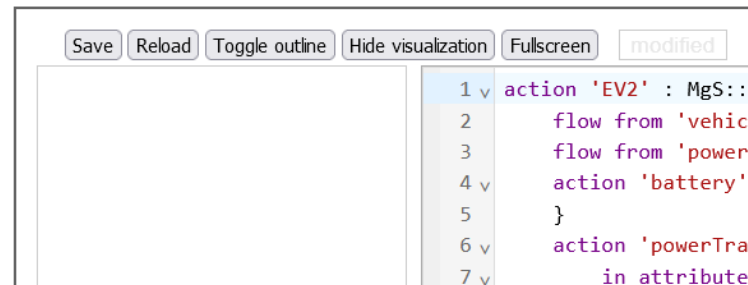 Save Reload Toggle outline Hide visualization Fullscreen modified
1 action 'EV2' : MgS::
2 flow from 'vehic
3 flow from 'power
4 action 'battery'
5 }
6 action 'powerTra
7 in attribute